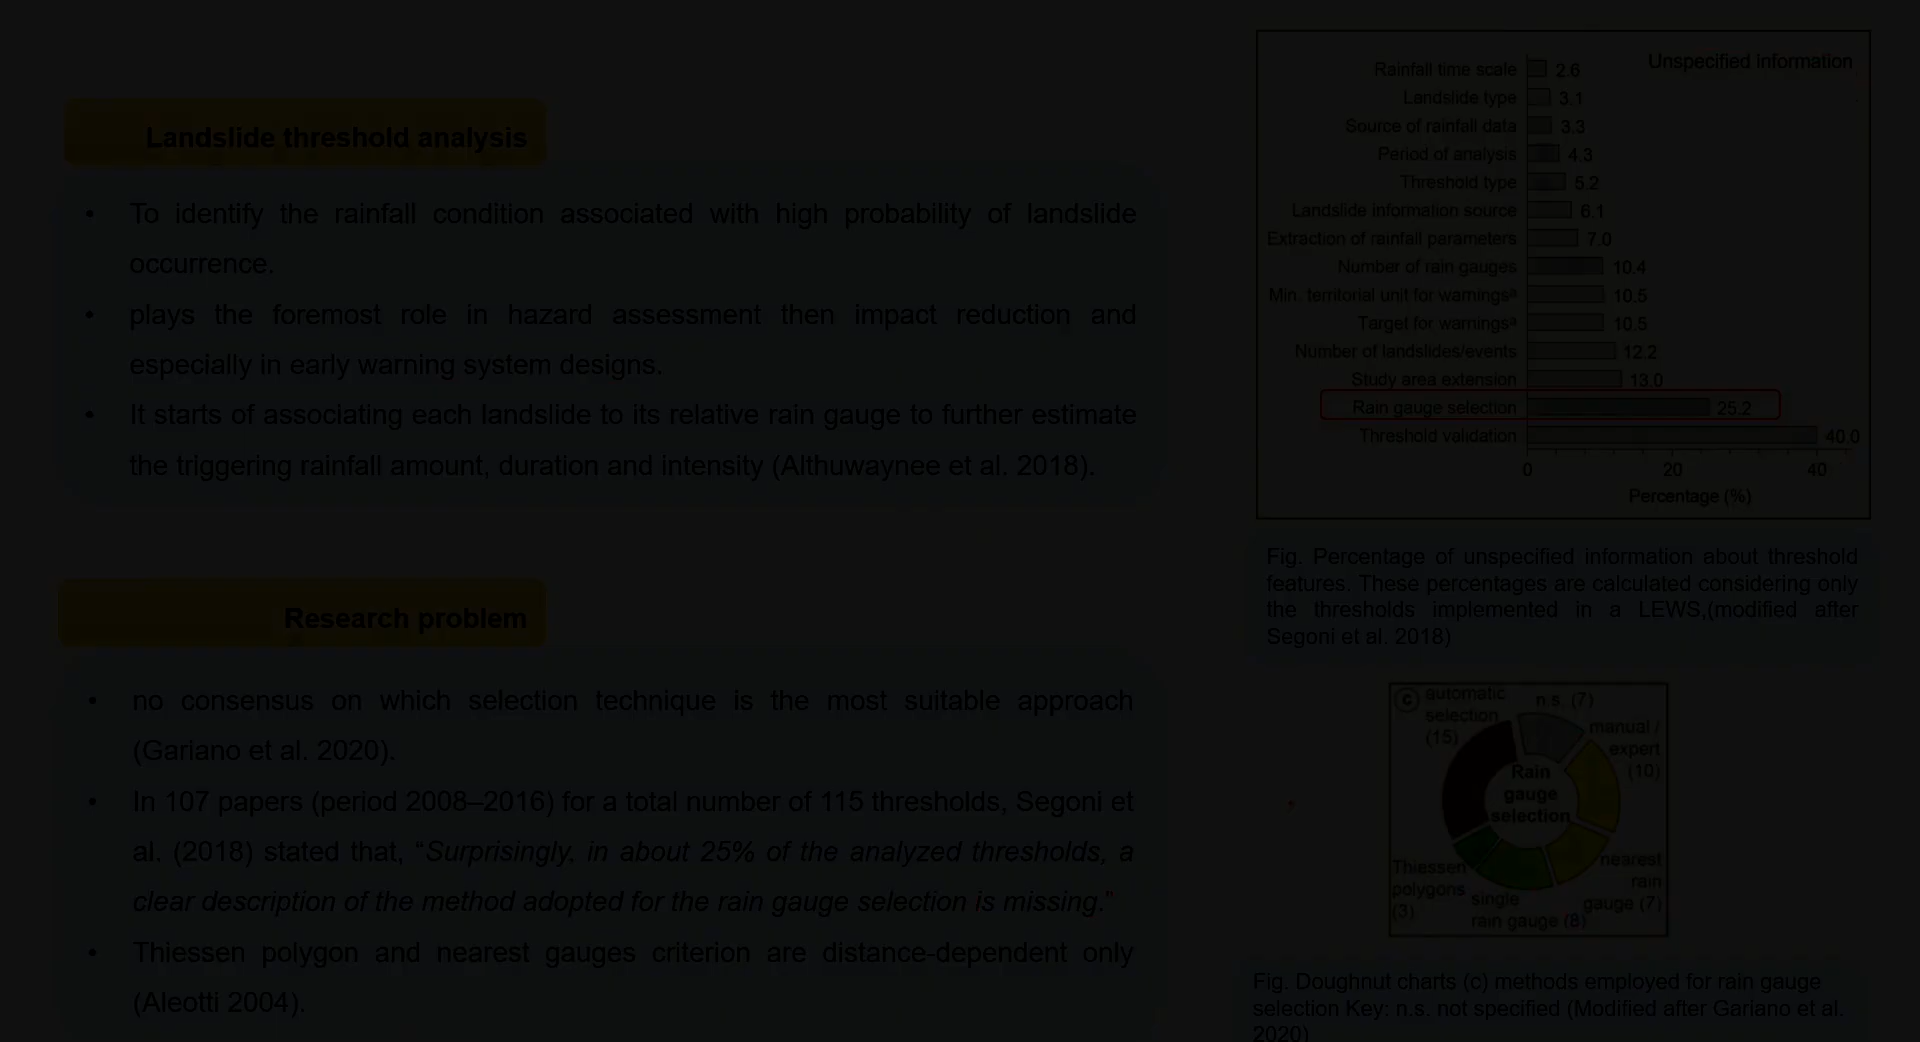 Landslide threshold analysis
• To identify the rainfall condition associated with high probability of landslide
occurrence.
• plays the foremost role in hazard assessment then impact reduction and
especially in early warning system designs.
• It starts of associating each landslide to its relative rain gauge to further estimate
the triggering rainfall amount, duration and intensity (Althuwaynee et al. 2018).
Research problem
• no consensus on which selection technique is the most suitable approach
(Gariano et al. 2020).
• In 107 papers (period 2008–2016) for a total number of 115 thresholds, Segoni et
al. (2018) stated that, “Surprisingly, in about 25% of the analyzed thresholds, a
clear description of the method adopted for the rain gauge selection is missing.”
• Thiessen polygon and nearest gauges criterion are distance-dependent only
(Aleotti 2004).
Unspecified information
Rainfall time scale 2.6
Landslide type 3.1
Source of rainfall data 3.3
Period of analysis 4.3
Threshold type 5.2
Landslide information source 6.1
Extraction of rainfall parameters 7.0
Number of rain gauges 10.4
Min. territorial unit for warningsª 10.5
Target for warningsª 10.5
Number of landslides/events 12.2
Study area extension 13.0
Rain gauge selection 25.2
Threshold validation 40.0
0 20 40
Percentage (%)
Fig. Percentage of unspecified information about threshold
features. These percentages are calculated considering only
the thresholds implemented in a LEWS,(modified after
Segoni et al. 2018)
c
automatic
selection
(15)
n.s. (7)
manual /
expert
(10)
Rain
gauge
selection
nearest
rain
gauge (7)
single
rain gauge (8)
Thiessen
polygons
(3)
Fig. Doughnut charts (c) methods employed for rain gauge
selection Key: n.s. not specified (Modified after Gariano et al.
2020)